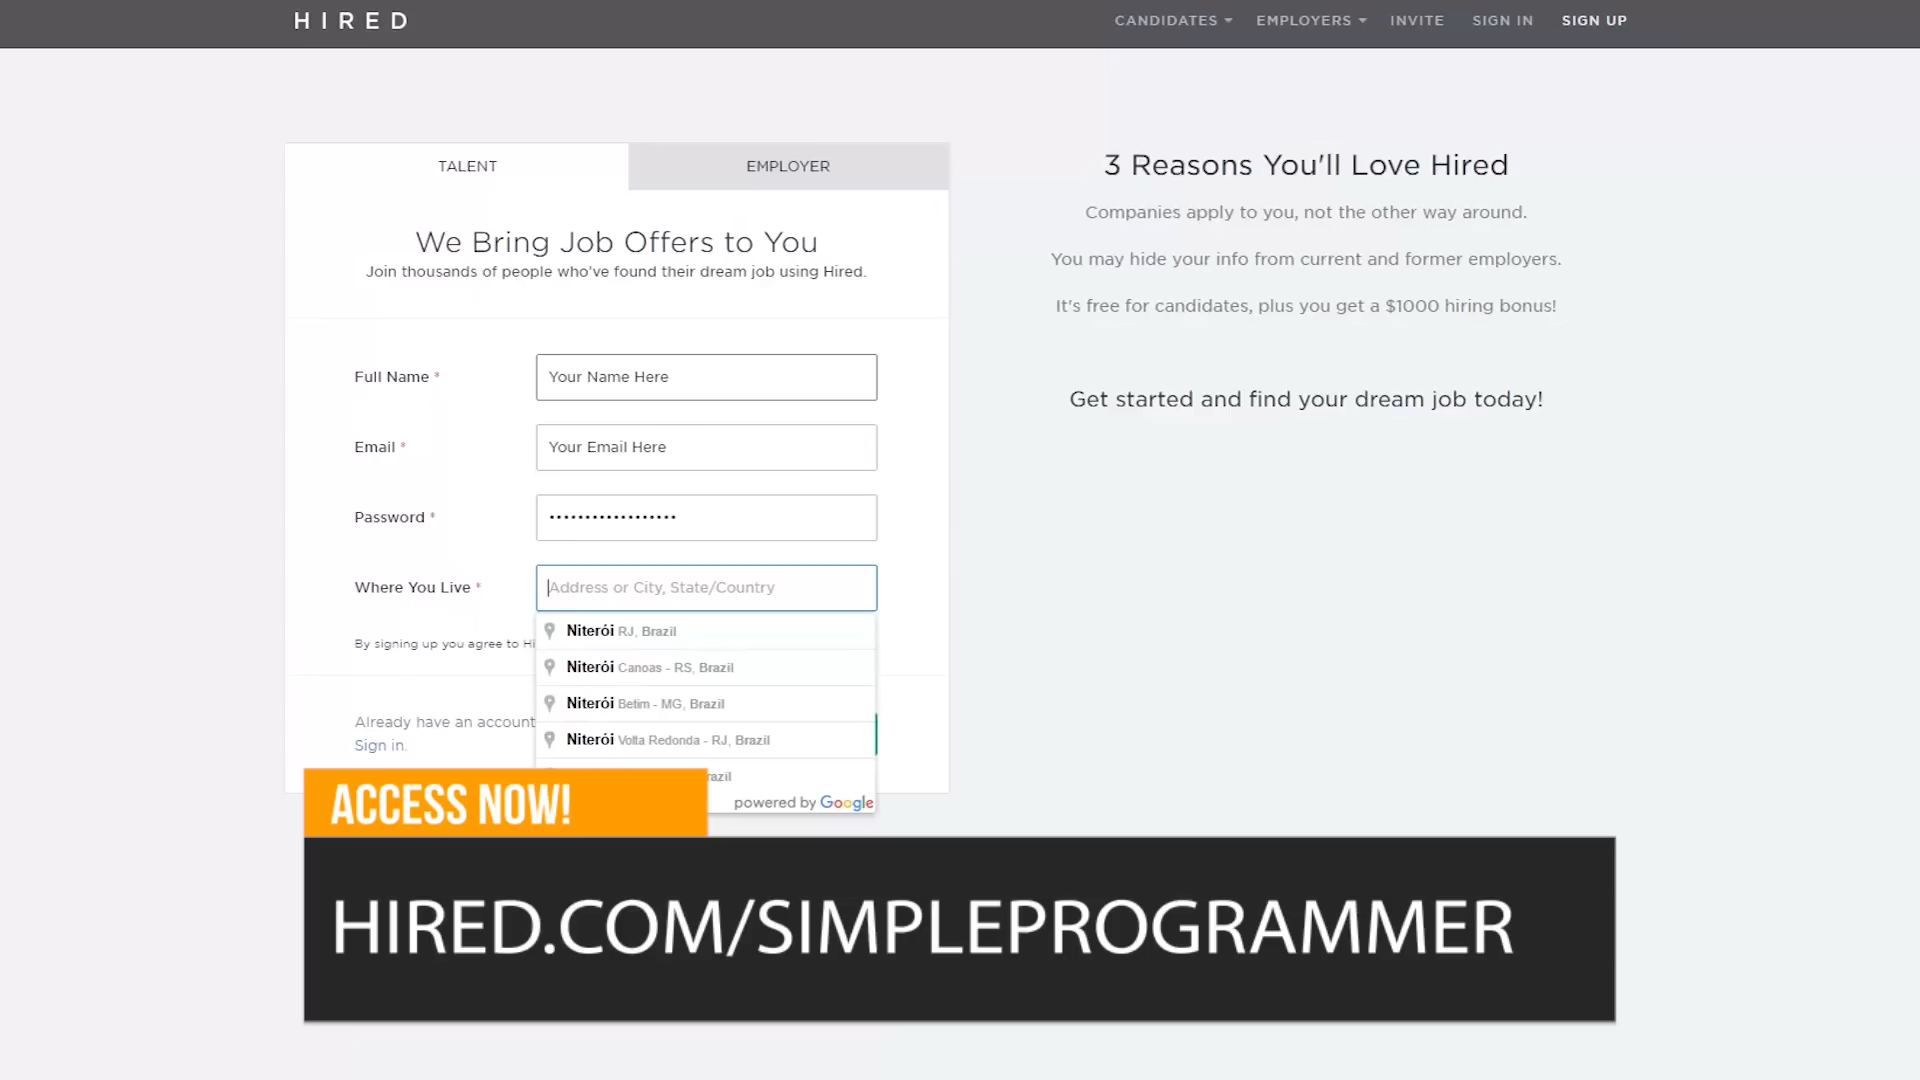 HIRED
CANDIDATES EMPLOYERS INVITE SIGN IN SIGN UP
TALENT
EMPLOYER
We Bring Job Offers to You
Join thousands of people who've found their dream job using Hired.
Full Name *
Your Name Here
Email *
Your Email Here
Password *
••••••••••••••••••
Where You Live *
Address or City, State/Country
Niterói RJ, Brazil
By signing up you agree to Hi
Niterói Canoas - RS, Brazil
Niterói Betim - MG, Brazil
Niterói Volta Redonda - RJ, Brazil
Already have an account
Sign in.
powered by Google
3 Reasons You'll Love Hired
Companies apply to you, not the other way around.
You may hide your info from current and former employers.
It's free for candidates, plus you get a $1000 hiring bonus!
Get started and find your dream job today!
ACCESS NOW!
HIRED.COM/SIMPLEPROGRAMMER